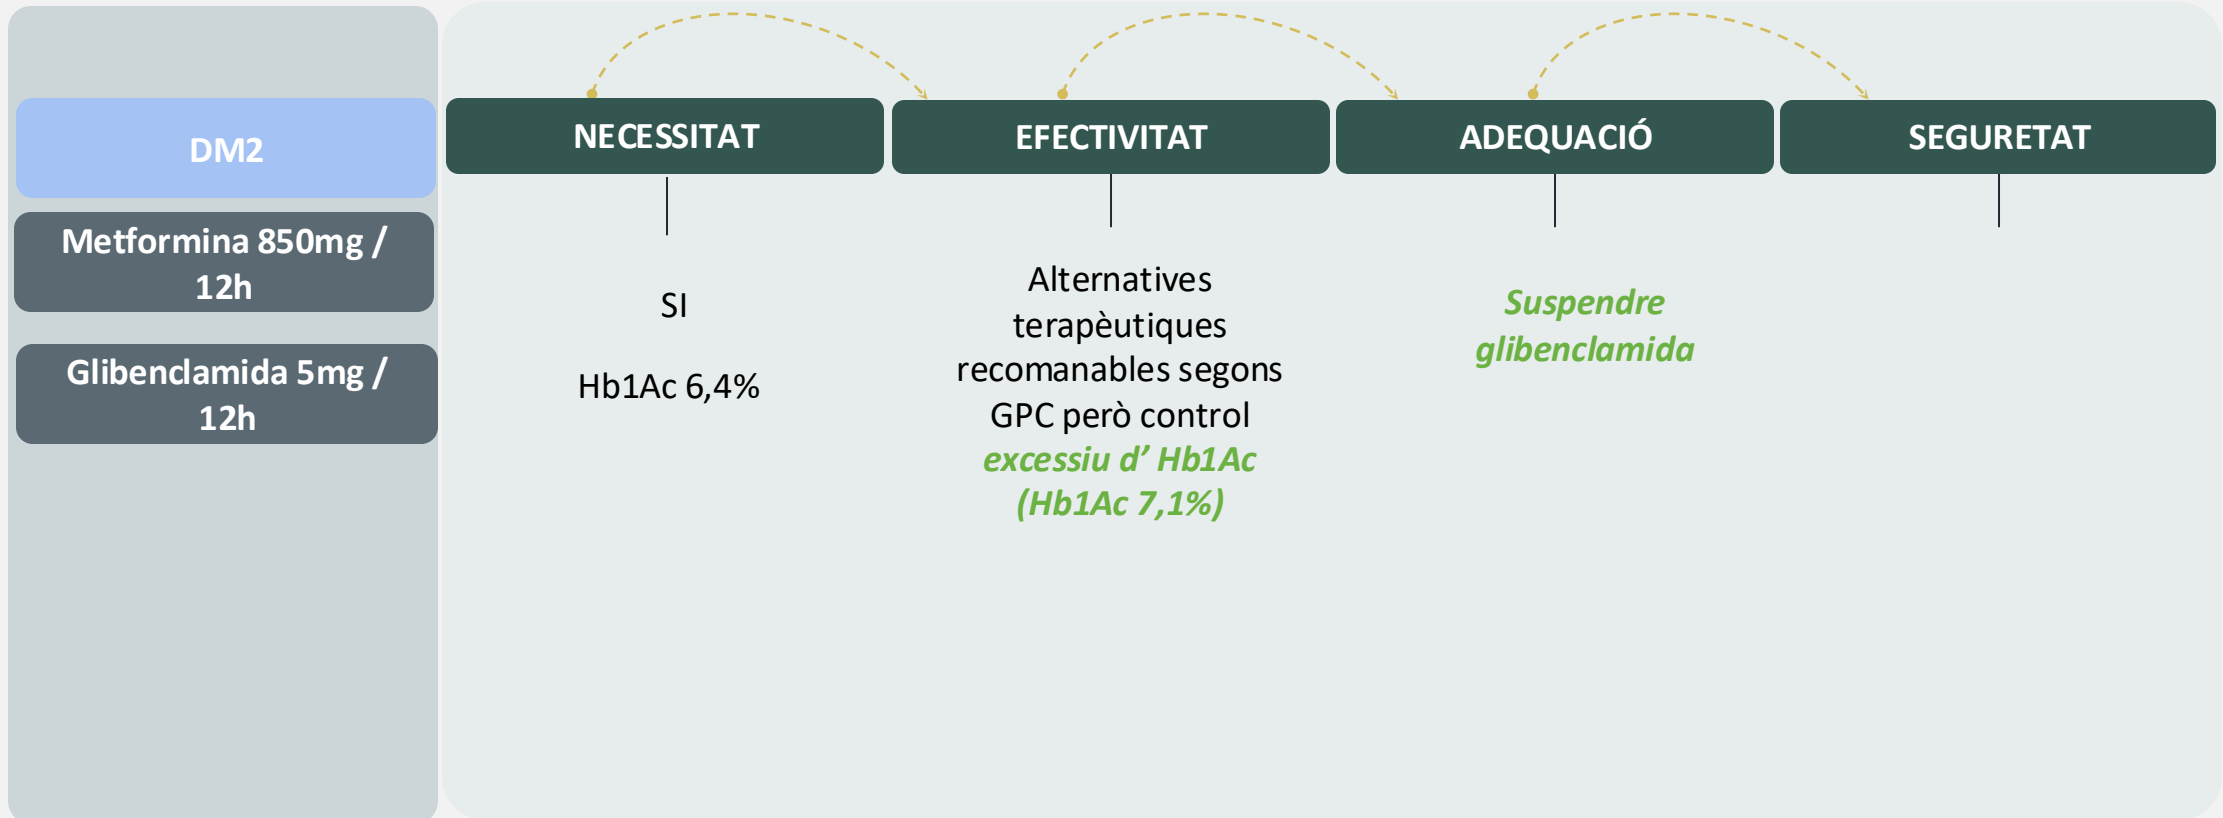 DM2
Metformina 850mg /
12h
Glibenclamida 5mg /
12h
NECESSITAT
SI
Hb1Ac 6,4%
EFECTIVITAT
Alternatives
terapèutiques
recomanables segons
GPC però control
excessiu d’ Hb1Ac
(Hb1Ac 7,1%)
ADEQUACIÓ
Suspendre
glibenclamida
SEGURETAT